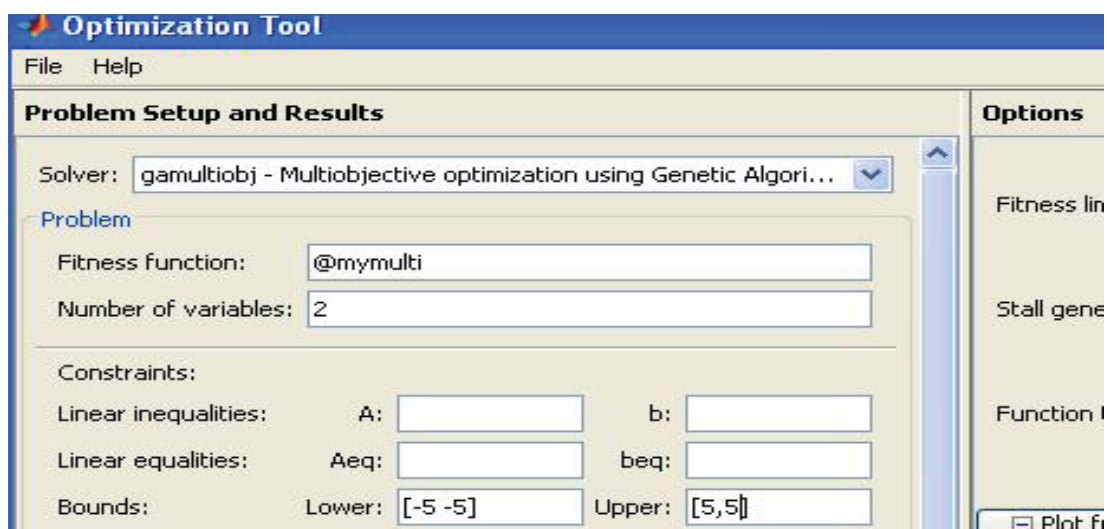 Optimization Tool
File Help
Problem Setup and Results
Solver: gamultiobj - Multiobjective optimization using Genetic Algori...
Problem
Fitness function: @mymulti
Number of variables: 2
Constraints:
Linear inequalities: A: b:
Linear equalities: Aeq: beq:
Bounds: Lower: [-5 -5] Upper: [5,5]
Options
Fitness lin
Stall gene
Function
Plot f